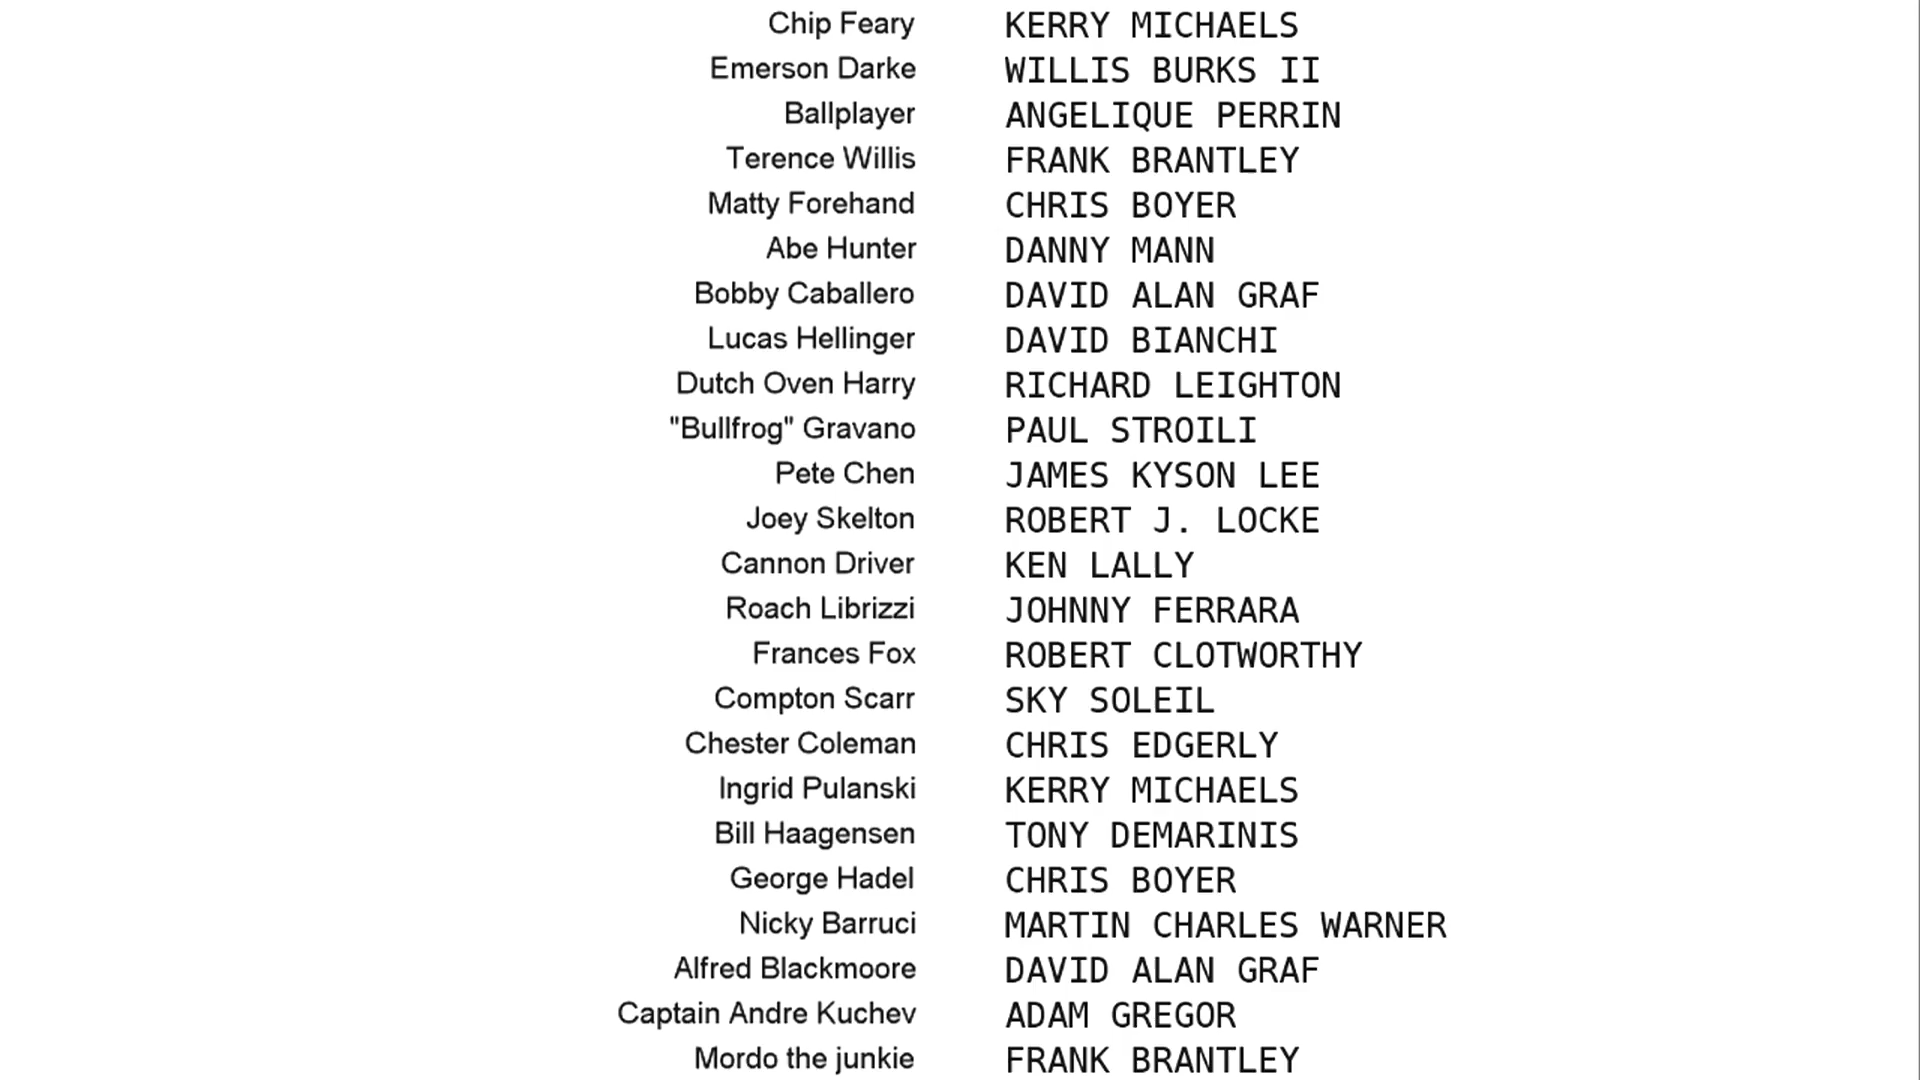 Chip Feary KERRY MICHAELS
Emerson Darke WILLIS BURKS II
Ballplayer ANGELIQUE PERRIN
Terence Willis FRANK BRANTLEY
Matty Forehand CHRIS BOYER
Abe Hunter DANNY MANN
Bobby Caballero DAVID ALAN GRAF
Lucas Hellinger DAVID BIANCHI
Dutch Oven Harry RICHARD LEIGHTON
"Bullfrog" Gravano PAUL STROILI
Pete Chen JAMES KYSON LEE
Joey Skelton ROBERT J. LOCKE
Cannon Driver KEN LALLY
Roach Librizzi JOHNNY FERRARA
Frances Fox ROBERT CLOTWORTHY
Compton Scarr SKY SOLEIL
Chester Coleman CHRIS EDGERLY
Ingrid Pulanski KERRY MICHAELS
Bill Haagensen TONY DEMARINIS
George Hadel CHRIS BOYER
Nicky Barruci MARTIN CHARLES WARNER
Alfred Blackmoore DAVID ALAN GRAF
Captain Andre Kuchev ADAM GREGOR
Mordo the junkie FRANK BRANTLEY